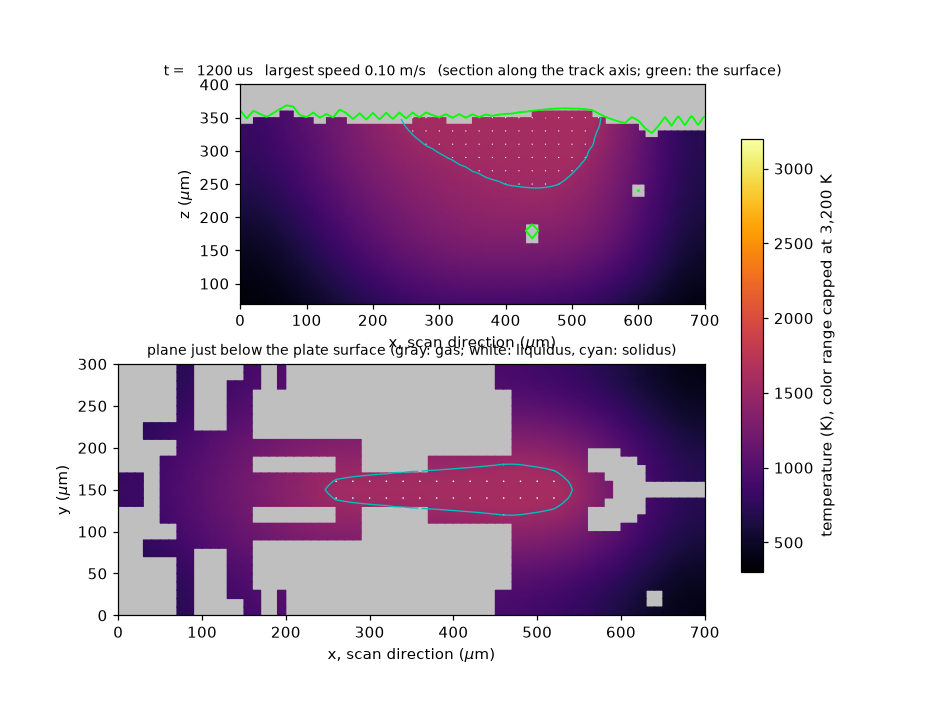 t =   1200 us   largest speed 0.10 m/s   (section along the track axis; green: the surface)
400
350
300
250
200
150
100
z (μm)
0 100 200 300 400 500 600 700
x, scan direction (μm)
plane just below the plate surface (gray: gas; white: liquidus, cyan: solidus)
300
250
200
150
100
50
0
y (μm)
0 100 200 300 400 500 600 700
x, scan direction (μm)
3000
2500
2000
1500
1000
500
temperature (K), color range capped at 3,200 K